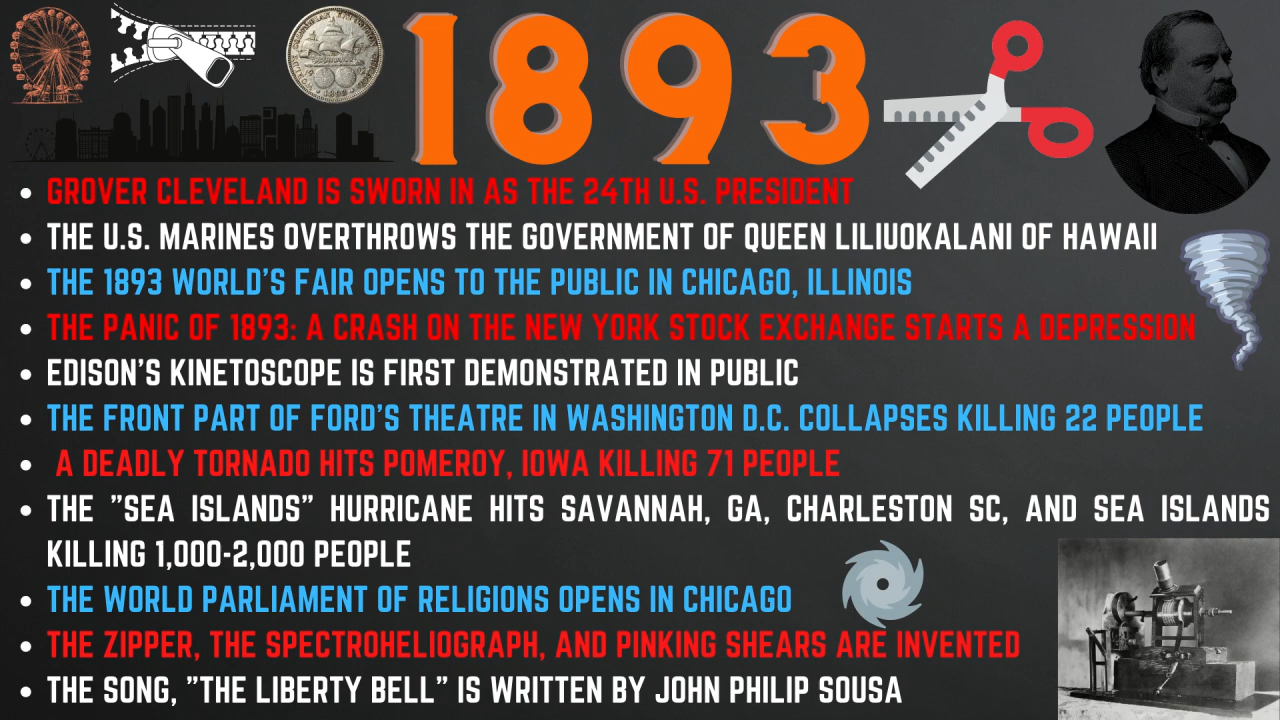 1893
• GROVER CLEVELAND IS SWORN IN AS THE 24TH U.S. PRESIDENT
• THE U.S. MARINES OVERTHROWS THE GOVERNMENT OF QUEEN LILIUOKALANI OF HAWAII
• THE 1893 WORLD'S FAIR OPENS TO THE PUBLIC IN CHICAGO, ILLINOIS
• THE PANIC OF 1893: A CRASH ON THE NEW YORK STOCK EXCHANGE STARTS A DEPRESSION
• EDISON'S KINETOSCOPE IS FIRST DEMONSTRATED IN PUBLIC
• THE FRONT PART OF FORD'S THEATRE IN WASHINGTON D.C. COLLAPSES KILLING 22 PEOPLE
• A DEADLY TORNADO HITS POMEROY, IOWA KILLING 71 PEOPLE
• THE "SEA ISLANDS" HURRICANE HITS SAVANNAH, GA, CHARLESTON SC, AND SEA ISLANDS
KILLING 1,000-2,000 PEOPLE
• THE WORLD PARLIAMENT OF RELIGIONS OPENS IN CHICAGO
• THE ZIPPER, THE SPECTROHELIOGRAPH, AND PINKING SHEARS ARE INVENTED
• THE SONG, "THE LIBERTY BELL" IS WRITTEN BY JOHN PHILIP SOUSA